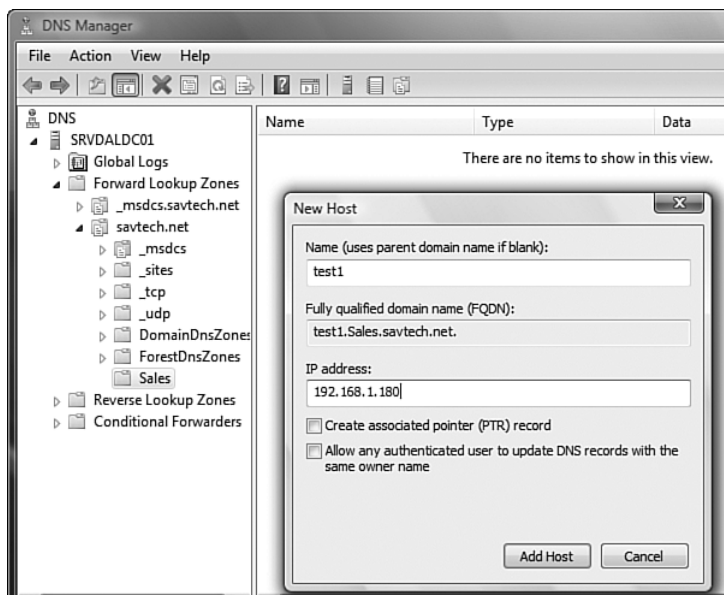 DNS Manager
File Action View Help
DNS
SRVDALDC01
Global Logs
Forward Lookup Zones
_msdcs.savtech.net
savtech.net
_msdcs
_sites
_tcp
_udp
DomainDnsZones
ForestDnsZones
Sales
Reverse Lookup Zones
Conditional Forwarders
Name Type Data
There are no items to show in this view.
New Host
Name (uses parent domain name if blank):
test1
Fully qualified domain name (FQDN):
test1.Sales.savtech.net.
IP address:
192.168.1.180
Create associated pointer (PTR) record
Allow any authenticated user to update DNS records with the
same owner name
Add Host Cancel